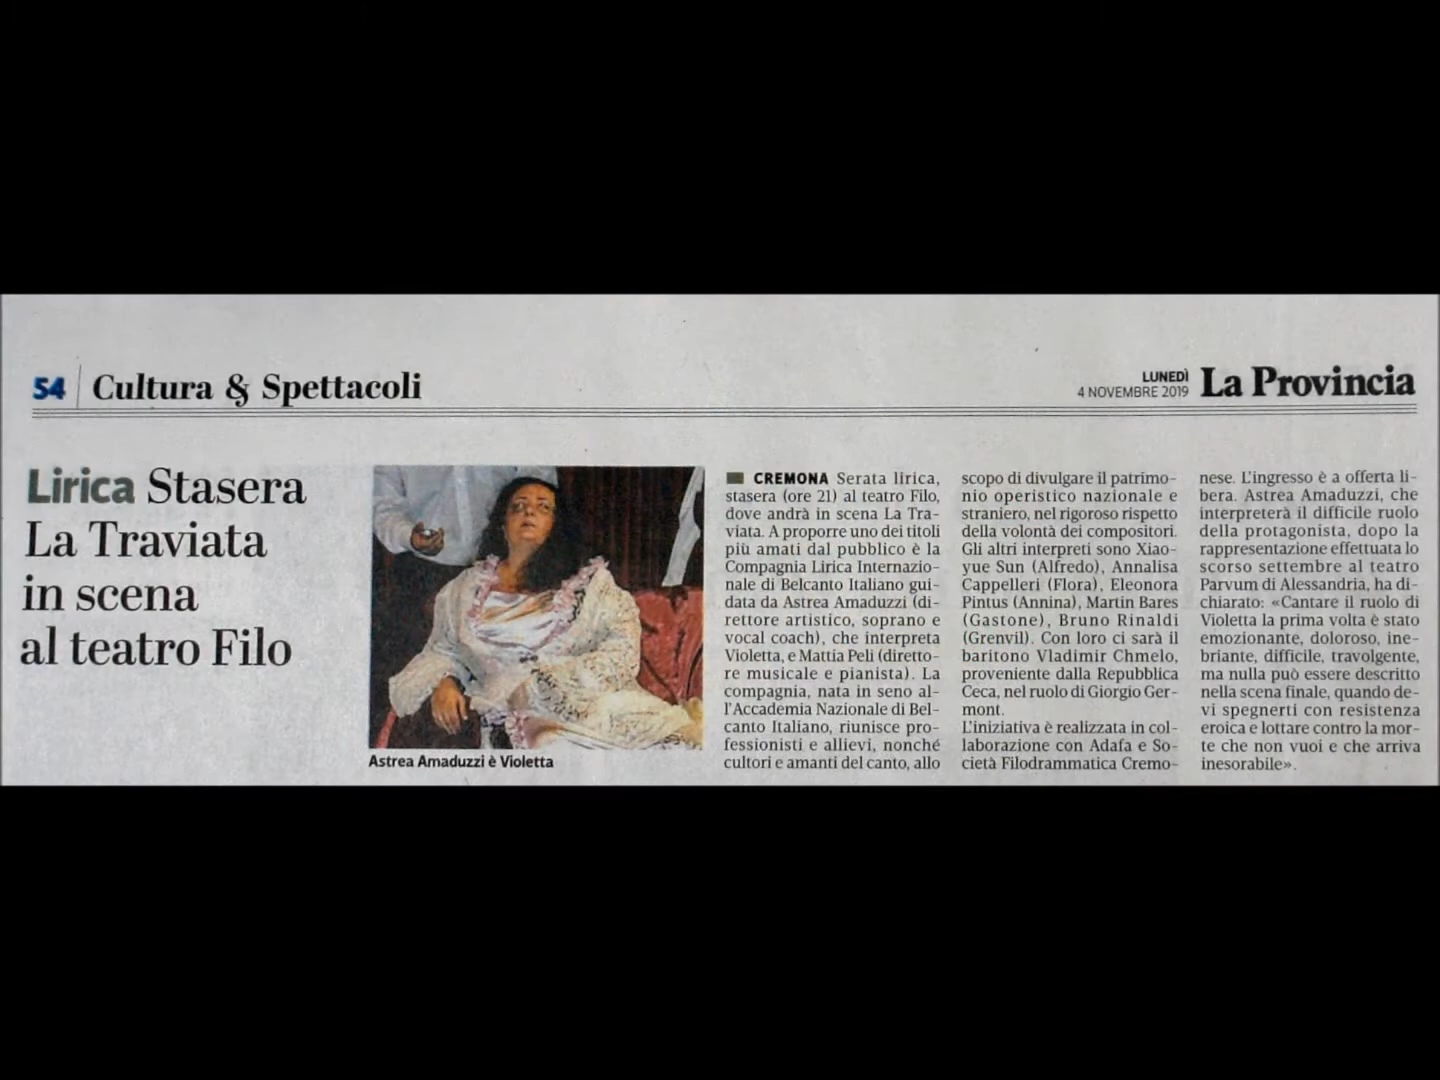 54 Cultura & Spettacoli
LUNEDÌ
4 NOVEMBRE 2019 La Provincia
Lirica Stasera
La Traviata
in scena
al teatro Filo
Astrea Amaduzzi è Violetta
CREMONA Serata lirica,
stasera (ore 21) al teatro Filo,
dove andrà in scena La Tra-
viata. A proporre uno dei titoli
più amati dal pubblico è la
Compagnia Lirica Internazio-
nale di Belcanto Italiano gui-
data da Astrea Amaduzzi (di-
rettore artistico, soprano e
vocal coach), che interpreta
Violetta, e Mattia Peli (diretto-
re musicale e pianista). La
compagnia, nata in seno al-
l'Accademia Nazionale di Bel-
canto Italiano, riunisce pro-
fessionisti e allievi, nonché
cultori e amanti del canto, allo
scopo di divulgare il patrimo-
nio operistico nazionale e
straniero, nel rigoroso rispetto
della volontà dei compositori.
Gli altri interpreti sono Xiao-
yue Sun (Alfredo), Annalisa
Cappelleri (Flora), Eleonora
Pintus (Annina), Martin Bares
(Gastone), Bruno Rinaldi
(Grenvil). Con loro ci sarà il
baritono Vladimir Chmelo,
proveniente dalla Repubblica
Ceca, nel ruolo di Giorgio Ger-
mont.
L'iniziativa è realizzata in col-
laborazione con Adafa e So-
cietà Filodrammatica Cremo-
nese. L'ingresso è a offerta li-
bera. Astrea Amaduzzi, che
interpreterà il difficile ruolo
della protagonista, dopo la
rappresentazione effettuata lo
scorso settembre al teatro
Parvum di Alessandria, ha di-
chiarato: «Cantare il ruolo di
Violetta la prima volta è stato
emozionante, doloroso, ine-
briante, difficile, travolgente,
ma nulla può essere descritto
nella scena finale, quando de-
vi spegnerti con resistenza
eroica e lottare contro la mor-
te che non vuoi e che arriva
inesorabile».